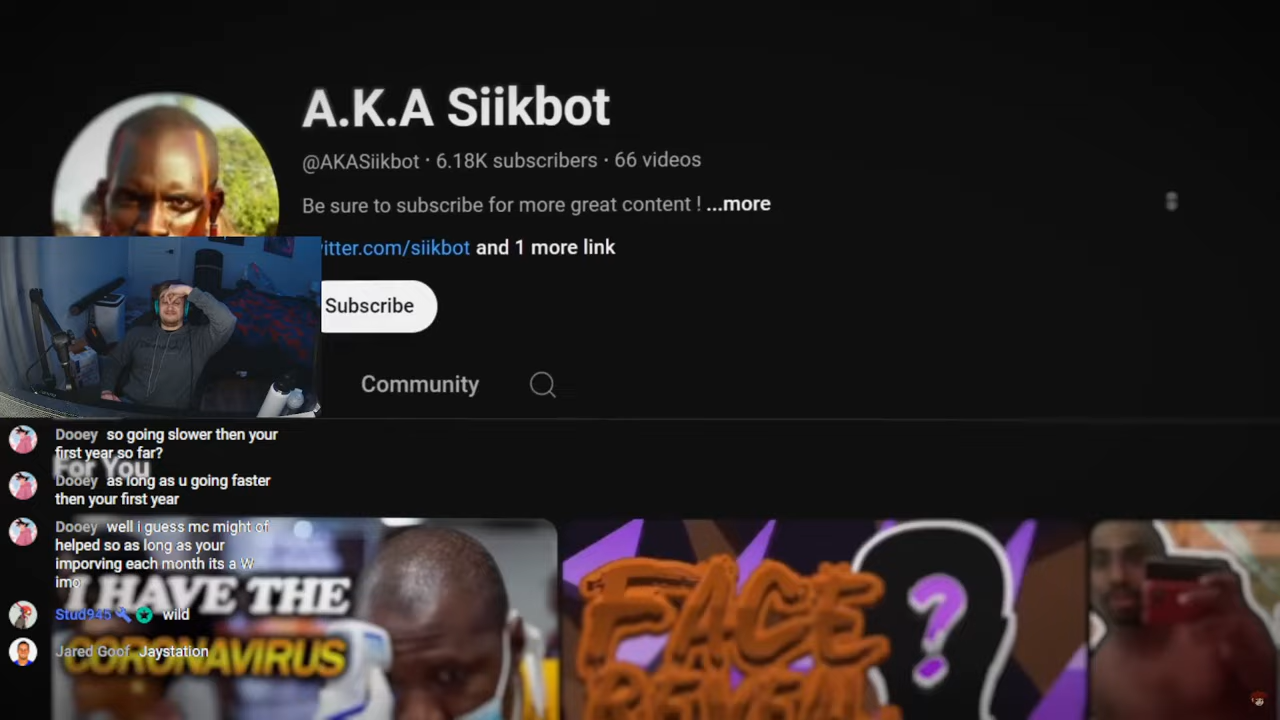 A.K.A Siikbot
@AKASiikbot · 6.18K subscribers · 66 videos
Be sure to subscribe for more great content ! ...more
itter.com/siikbot and 1 more link
Subscribe
Community
For You
Dooey so going slower then your
first year so far?
Dooey as long as u going faster
then your first year
Dooey well i guess mc might of
helped so as long as your
imporving each month its a W
imo
Stud945 wild
Jared Goof Jaystation
I HAVE THE
CORONAVIRUS
FACE
REVEAL
?